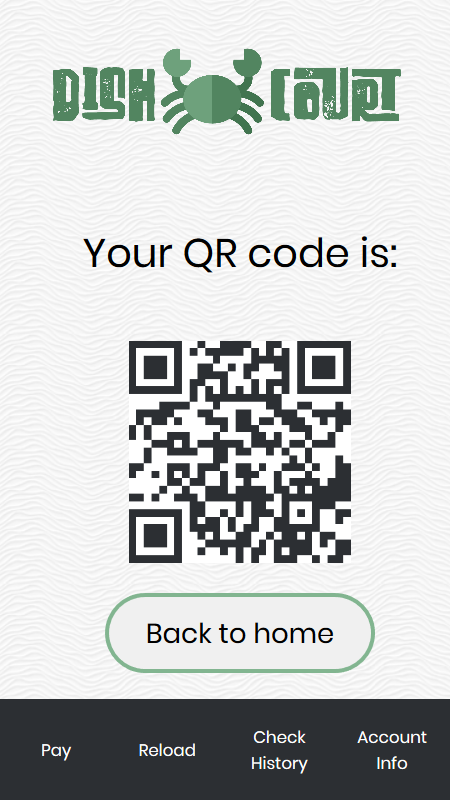 DISH COURT
Your QR code is:
Back to home
Pay
Reload
Check
History
Account
Info